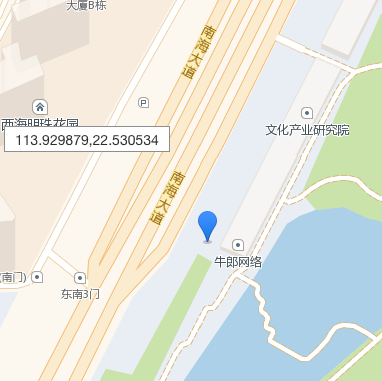 大厦B栋
南海大道
P
西海明珠花园
113.929879,22.530534
文化产业研究院
南海大道
牛郎网络
(南门)
东南3门